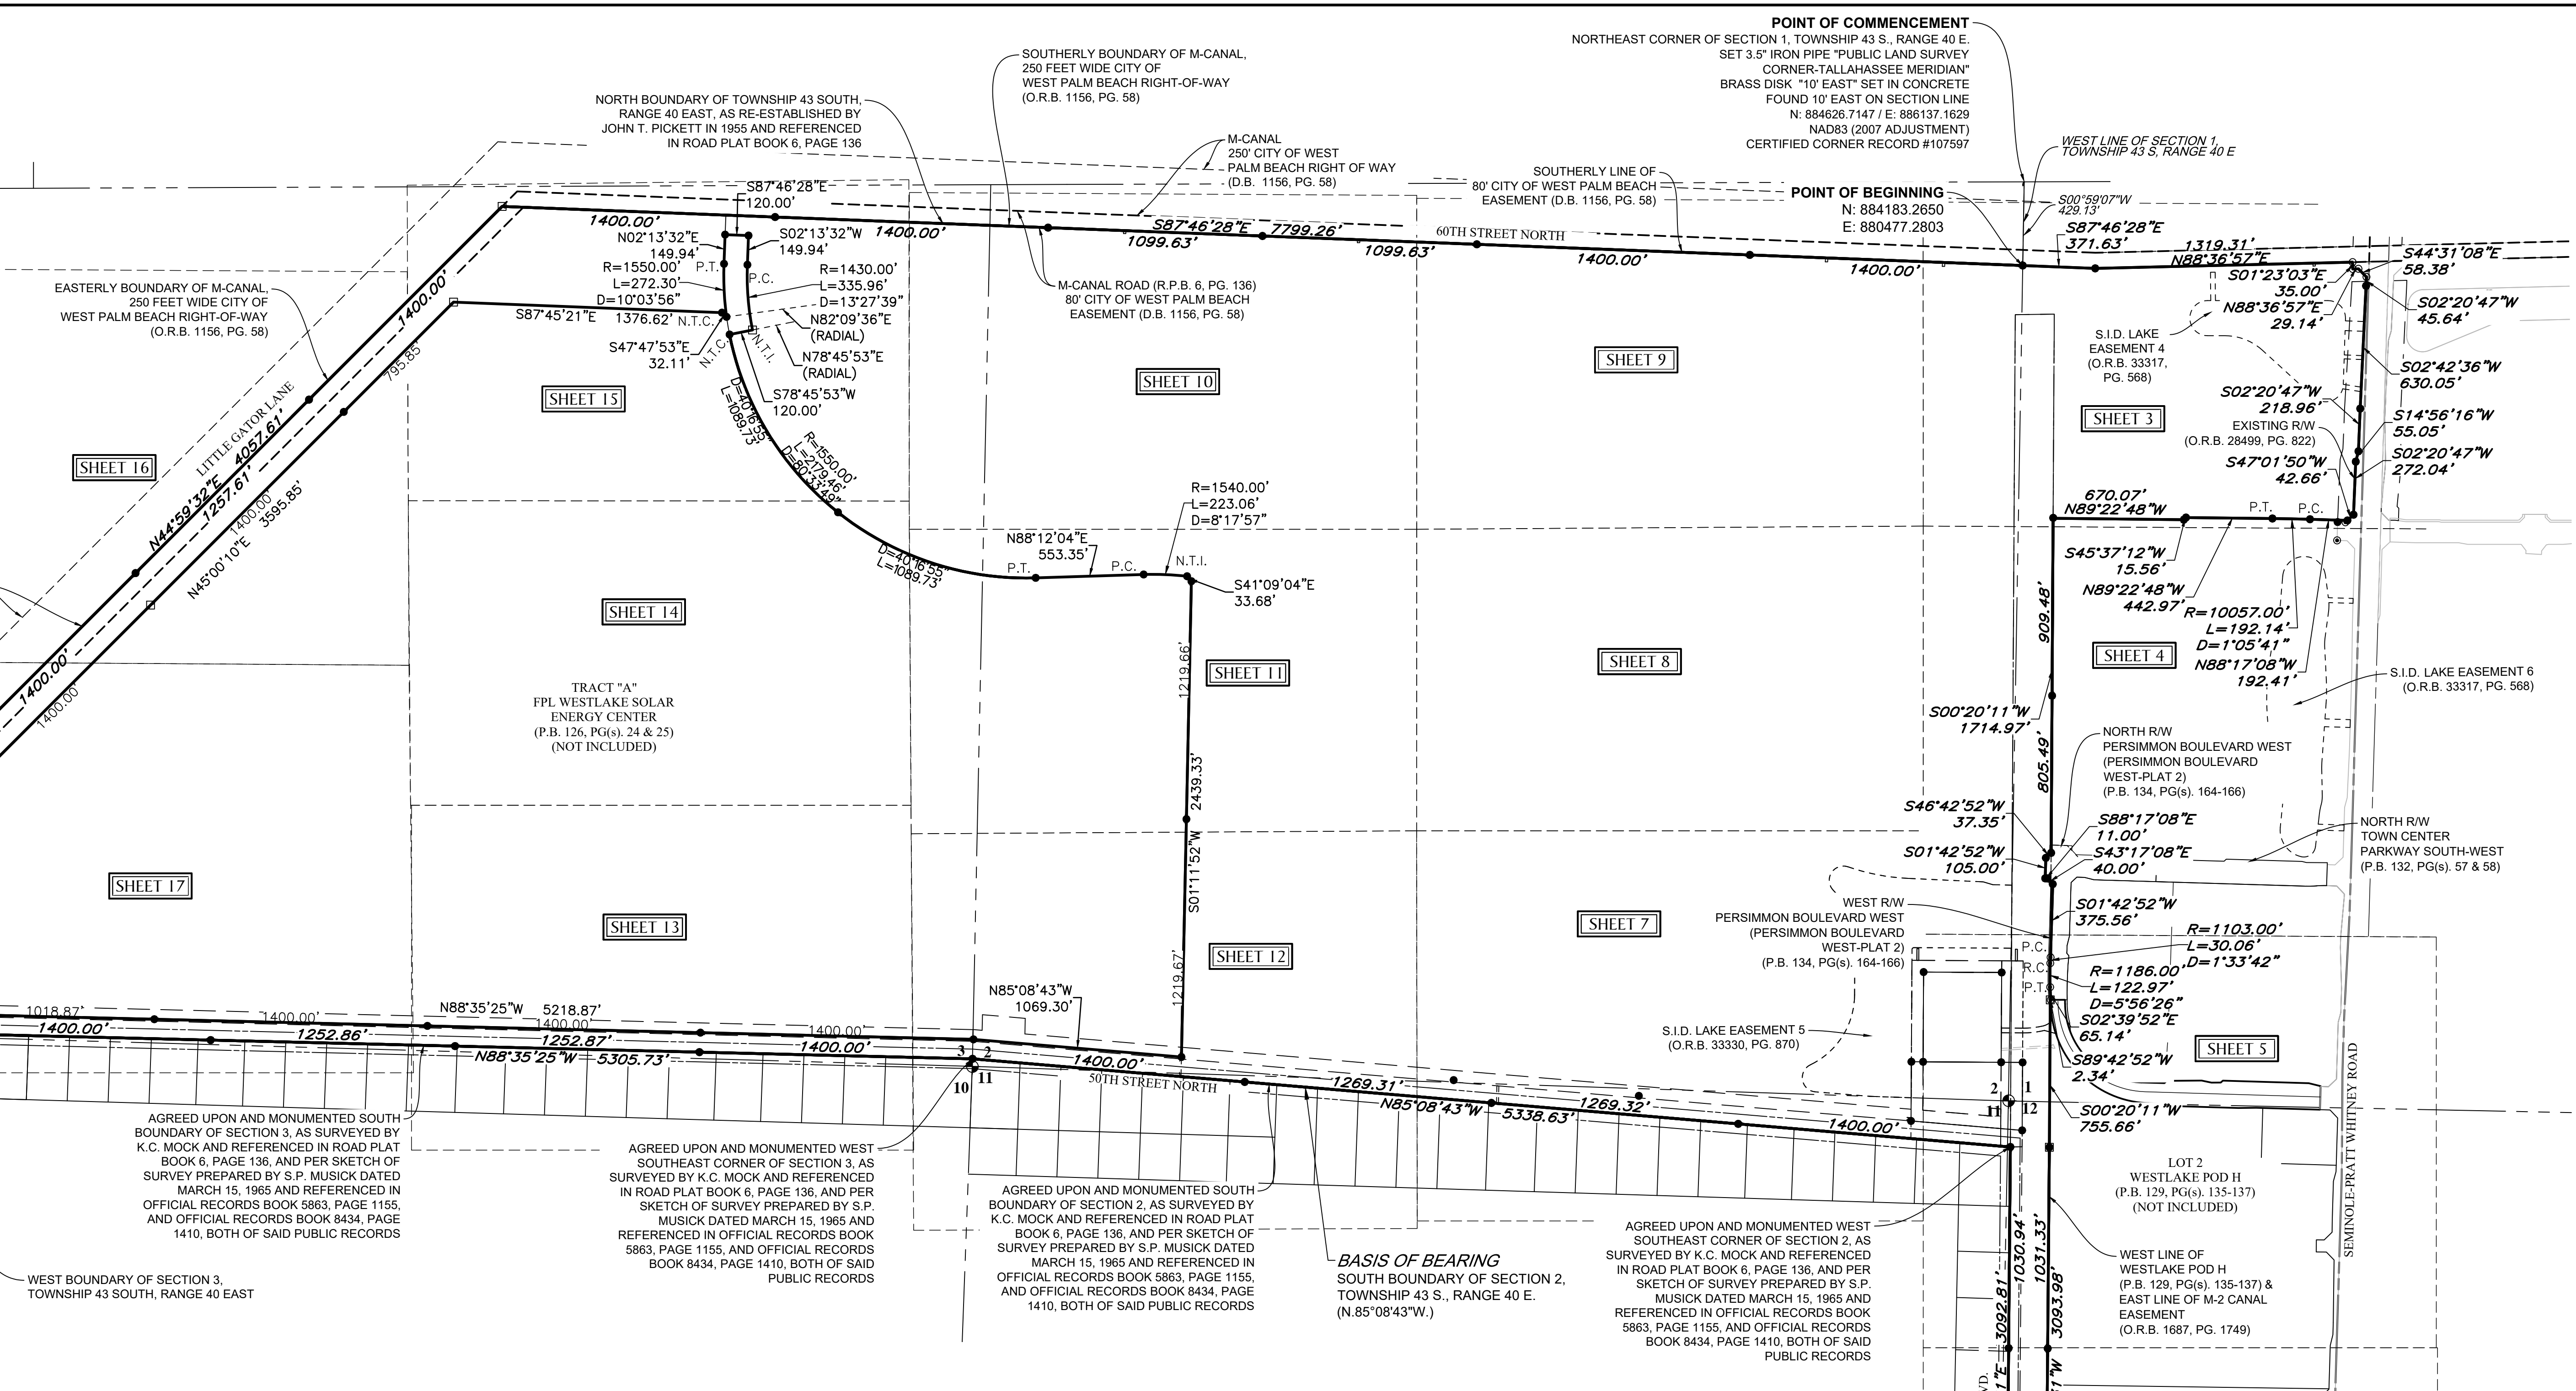 POINT OF COMMENCEMENT
NORTHEAST CORNER OF SECTION 1, TOWNSHIP 43 S., RANGE 40 E.
SET 3.5" IRON PIPE "PUBLIC LAND SURVEY
CORNER-TALLAHASSEE MERIDIAN"
BRASS DISK "10' EAST" SET IN CONCRETE
FOUND 10' EAST ON SECTION LINE
N: 884626.7147 / E: 886137.1629
NAD83 (2007 ADJUSTMENT)
CERTIFIED CORNER RECORD #107597
SOUTHERLY BOUNDARY OF M-CANAL,
250 FEET WIDE CITY OF
WEST PALM BEACH RIGHT-OF-WAY
(O.R.B. 1156, PG. 58)
NORTH BOUNDARY OF TOWNSHIP 43 SOUTH,
RANGE 40 EAST, AS RE-ESTABLISHED BY
JOHN T. PICKETT IN 1955 AND REFERENCED
IN ROAD PLAT BOOK 6, PAGE 136
M-CANAL
250' CITY OF WEST
PALM BEACH RIGHT OF WAY
(D.B. 1156, PG. 58)
WEST LINE OF SECTION 1,
TOWNSHIP 43 S, RANGE 40 E
SOUTHERLY LINE OF
80' CITY OF WEST PALM BEACH
EASEMENT (D.B. 1156, PG. 58)
POINT OF BEGINNING
N: 884183.2650
E: 880477.2803
S00°59'07"W
429.13'
S87°46'28"E
371.63'
1319.31'
N88°36'57"E
S44°31'08"E
58.38'
S01°23'03"E
35.00'
N88°36'57"E
29.14'
S02°20'47"W
45.64'
S87°46'28"E
120.00'
1400.00'
1400.00'
S87°46'28"E 7799.26'
1099.63'
60TH STREET NORTH
1099.63'
1400.00'
1400.00'
N02°13'32"E
149.94'
S02°13'32"W
149.94'
R=1550.00'
L=272.30'
D=10°03'56"
P.T.
P.C.
R=1430.00'
L=335.96'
D=13°27'39"
N82°09'36"E
(RADIAL)
M-CANAL ROAD (R.P.B. 6, PG. 136)
80' CITY OF WEST PALM BEACH
EASEMENT (D.B. 1156, PG. 58)
EASTERLY BOUNDARY OF M-CANAL,
250 FEET WIDE CITY OF
WEST PALM BEACH RIGHT-OF-WAY
(O.R.B. 1156, PG. 58)
1400.00'
S87°45'21"E 1376.62'
N.T.C.
S47°47'53"E
32.11'
N.T.C.
N.T.I.
N78°45'53"E
(RADIAL)
S78°45'53"W
120.00'
795.85'
LITTLE GATOR LANE
N44°59'32"E 4057.61'
1257.61'
1400.00'
N45°00'10"E 3595.85'
1400.00'
1400.00'
SHEET 16
SHEET 15
SHEET 10
SHEET 9
SHEET 3
D=40°16'55"
L=1089.73'
R=1550.00'
L=2179.46'
D=80°33'49"
D=40°16'55"
L=1089.73'
N88°12'04"E
553.35'
R=1540.00'
L=223.06'
D=8°17'57"
P.T.
P.C.
N.T.I.
S41°09'04"E
33.68'
S.I.D. LAKE
EASEMENT 4
(O.R.B. 33317,
PG. 568)
S02°42'36"W
630.05'
S02°20'47"W
218.96'
S14°56'16"W
55.05'
EXISTING R/W
(O.R.B. 28499, PG. 822)
S02°20'47"W
272.04'
S47°01'50"W
42.66'
670.07'
N89°22'48"W
P.T.
P.C.
S45°37'12"W
15.56'
N89°22'48"W
442.97'
R=10057.00'
L=192.14'
D=1°05'41"
N88°17'08"W
192.41'
909.48'
SHEET 14
SHEET 11
SHEET 8
SHEET 4
TRACT "A"
FPL WESTLAKE SOLAR
ENERGY CENTER
(P.B. 126, PG(s). 24 & 25)
(NOT INCLUDED)
1219.66'
2439.33'
S01°11'52"W
1219.67'
S.I.D. LAKE EASEMENT 6
(O.R.B. 33317, PG. 568)
S00°20'11"W
1714.97'
805.49'
NORTH R/W
PERSIMMON BOULEVARD WEST
(PERSIMMON BOULEVARD
WEST-PLAT 2)
(P.B. 134, PG(s). 164-166)
S46°42'52"W
37.35'
S88°17'08"E
11.00'
S01°42'52"W
105.00'
S43°17'08"E
40.00'
NORTH R/W
TOWN CENTER
PARKWAY SOUTH-WEST
(P.B. 132, PG(s). 57 & 58)
WEST R/W
PERSIMMON BOULEVARD WEST
(PERSIMMON BOULEVARD
WEST-PLAT 2)
(P.B. 134, PG(s). 164-166)
S01°42'52"W
375.56'
P.C.
R.C.
P.T.
R=1103.00'
L=30.06'
D=1°33'42"
R=1186.00'
L=122.97'
D=5°56'26"
S02°39'52"E
65.14'
S89°42'52"W
2.34'
S00°20'11"W
755.66'
SHEET 17
SHEET 13
SHEET 12
SHEET 7
SHEET 5
S.I.D. LAKE EASEMENT 5
(O.R.B. 33330, PG. 870)
1018.87'
1400.00'
N88°35'25"W 5218.87'
1400.00'
1400.00'
N85°08'43"W
1069.30'
1400.00'
1252.86'
1252.87'
1400.00'
N88°35'25"W 5305.73'
3
2
10
11
1400.00'
50TH STREET NORTH
1269.31'
N85°08'43"W 5338.63'
1269.32'
1400.00'
2
1
11
12
AGREED UPON AND MONUMENTED SOUTH
BOUNDARY OF SECTION 3, AS SURVEYED BY
K.C. MOCK AND REFERENCED IN ROAD PLAT
BOOK 6, PAGE 136, AND PER SKETCH OF
SURVEY PREPARED BY S.P. MUSICK DATED
MARCH 15, 1965 AND REFERENCED IN
OFFICIAL RECORDS BOOK 5863, PAGE 1155,
AND OFFICIAL RECORDS BOOK 8434, PAGE
1410, BOTH OF SAID PUBLIC RECORDS
WEST BOUNDARY OF SECTION 3,
TOWNSHIP 43 SOUTH, RANGE 40 EAST
AGREED UPON AND MONUMENTED WEST
SOUTHEAST CORNER OF SECTION 3, AS
SURVEYED BY K.C. MOCK AND REFERENCED
IN ROAD PLAT BOOK 6, PAGE 136, AND PER
SKETCH OF SURVEY PREPARED BY S.P.
MUSICK DATED MARCH 15, 1965 AND
REFERENCED IN OFFICIAL RECORDS BOOK
5863, PAGE 1155, AND OFFICIAL RECORDS
BOOK 8434, PAGE 1410, BOTH OF SAID
PUBLIC RECORDS
AGREED UPON AND MONUMENTED SOUTH
BOUNDARY OF SECTION 2, AS SURVEYED BY
K.C. MOCK AND REFERENCED IN ROAD PLAT
BOOK 6, PAGE 136, AND PER SKETCH OF
SURVEY PREPARED BY S.P. MUSICK DATED
MARCH 15, 1965 AND REFERENCED IN
OFFICIAL RECORDS BOOK 5863, PAGE 1155,
AND OFFICIAL RECORDS BOOK 8434, PAGE
1410, BOTH OF SAID PUBLIC RECORDS
BASIS OF BEARING
SOUTH BOUNDARY OF SECTION 2,
TOWNSHIP 43 S., RANGE 40 E.
(N.85°08'43"W.)
AGREED UPON AND MONUMENTED WEST
SOUTHEAST CORNER OF SECTION 2, AS
SURVEYED BY K.C. MOCK AND REFERENCED
IN ROAD PLAT BOOK 6, PAGE 136, AND PER
SKETCH OF SURVEY PREPARED BY S.P.
MUSICK DATED MARCH 15, 1965 AND
REFERENCED IN OFFICIAL RECORDS BOOK
5863, PAGE 1155, AND OFFICIAL RECORDS
BOOK 8434, PAGE 1410, BOTH OF SAID
PUBLIC RECORDS
LOT 2
WESTLAKE POD H
(P.B. 129, PG(s). 135-137)
(NOT INCLUDED)
SEMINOLE-PRATT WHITNEY ROAD
WEST LINE OF
WESTLAKE POD H
(P.B. 129, PG(s). 135-137) &
EAST LINE OF M-2 CANAL
EASEMENT
(O.R.B. 1687, PG. 1749)
1030.94'
1031.33'
3092.81'
3093.98'